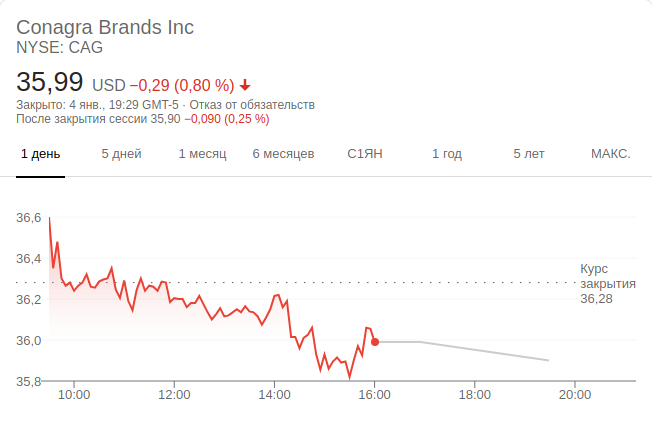 Conagra Brands Inc
NYSE: CAG
35,99 USD −0,29 (0,80 %)
Закрыто: 4 янв., 19:29 GMT-5 · Отказ от обязательств
После закрытия сессии 35,90 −0,090 (0,25 %)
1 день 5 дней 1 месяц 6 месяцев С1ЯН 1 год 5 лет МАКС.
36,6
36,4
Курс
закрытия
36,28
36,2
36,0
35,8
10:00 12:00 14:00 16:00 18:00 20:00